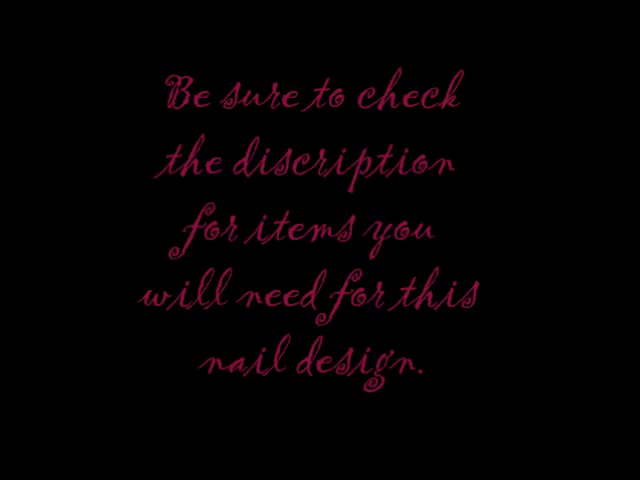 Be sure to check
the discription
for items you
will need for this
nail design.